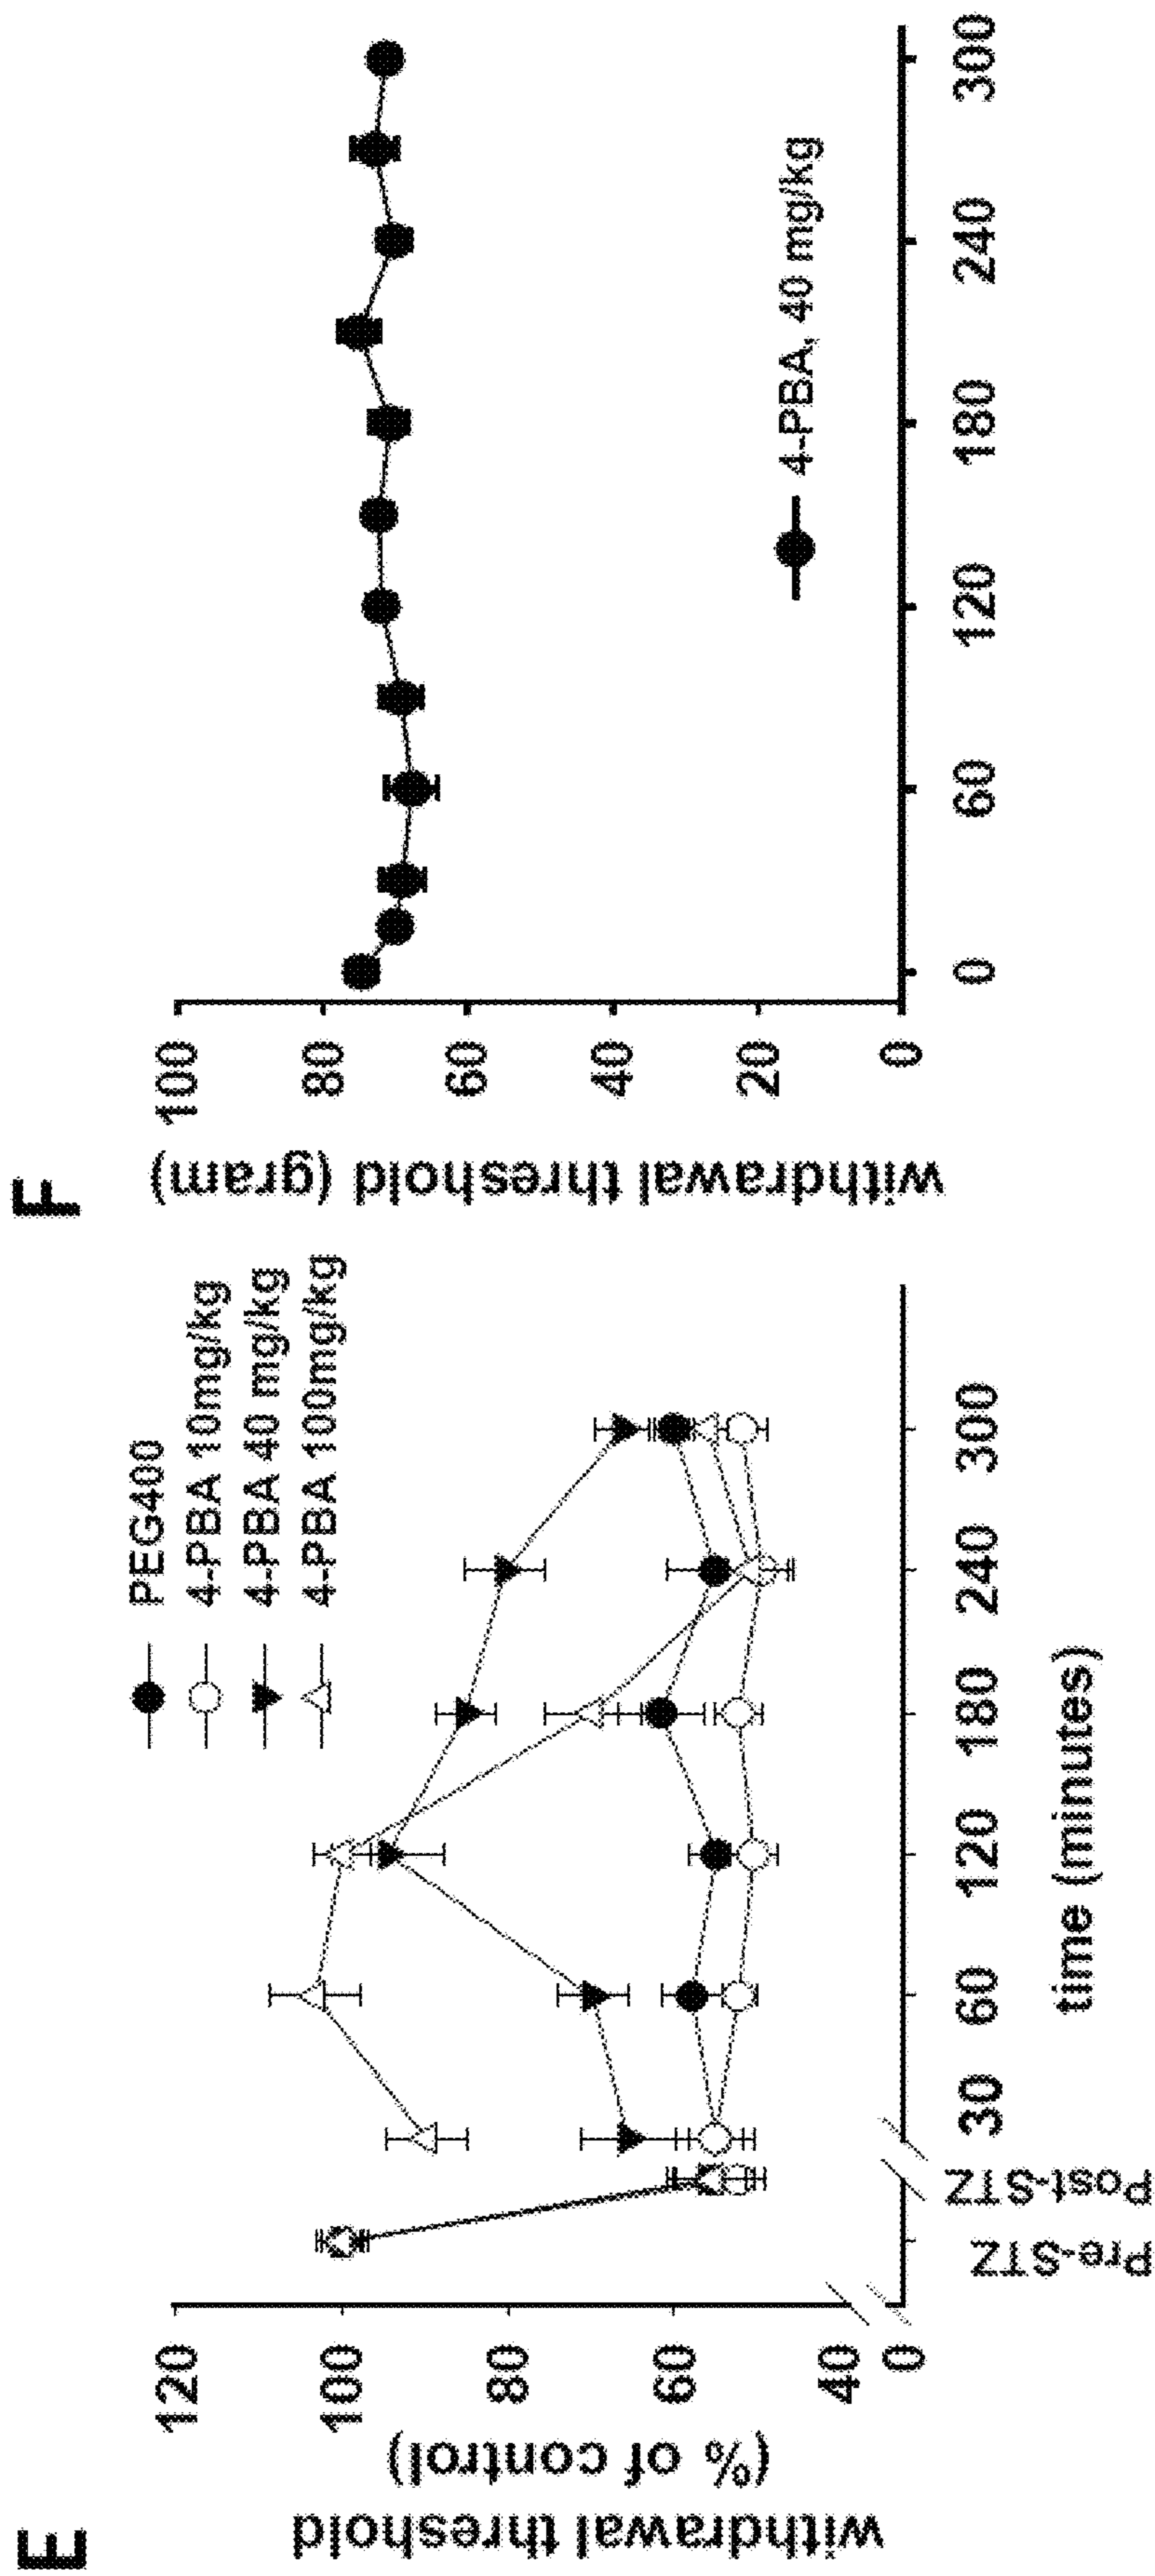 E
withdrawal threshold
(% of control)
120
100
80
60
40
0
Pre-STZ
Post-STZ
30
60
120
180
240
300
time (minutes)
PEG400
4-PBA 10mg/kg
4-PBA 40 mg/kg
4-PBA 100mg/kg
F
withdrawal threshold (gram)
100
80
60
40
20
0
0
60
120
180
240
300
4-PBA, 40 mg/kg